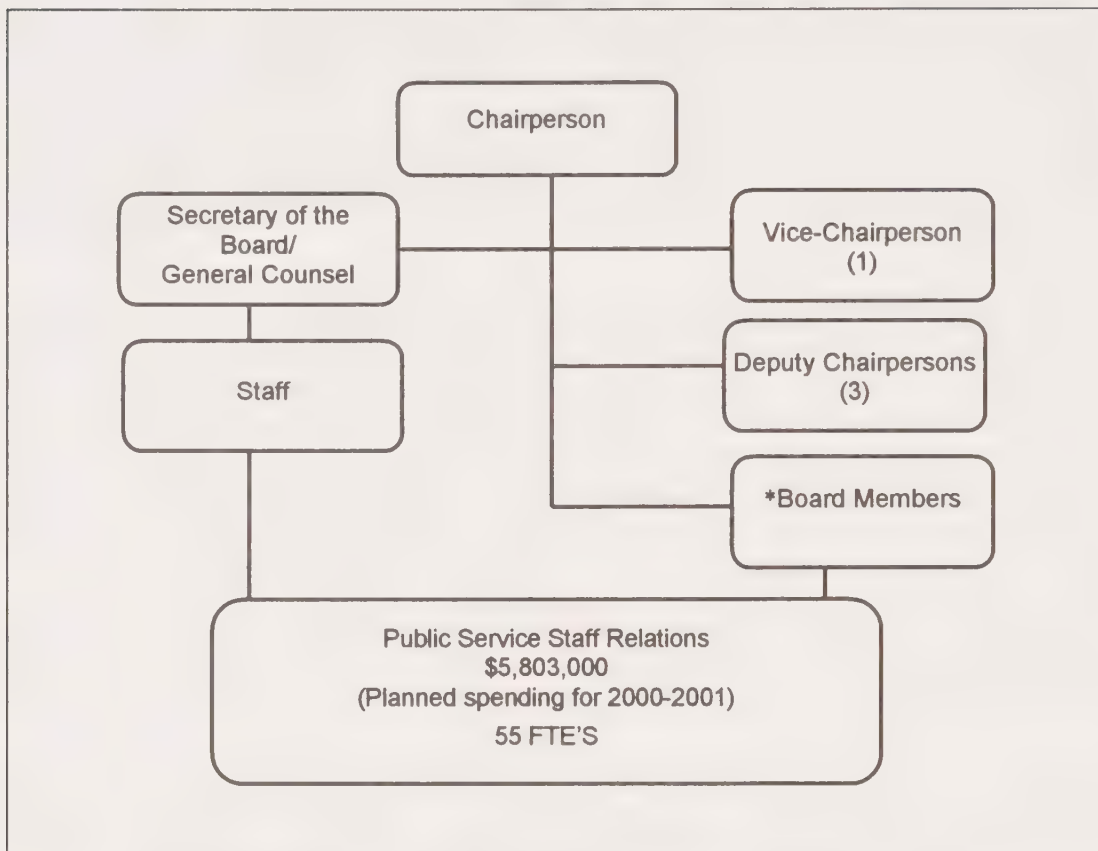 Chairperson
Secretary of the
Board/
General Counsel
Vice-Chairperson
(1)
Staff
Deputy Chairpersons
(3)
*Board Members
Public Service Staff Relations
$5,803,000
(Planned spending for 2000-2001)
55 FTE'S